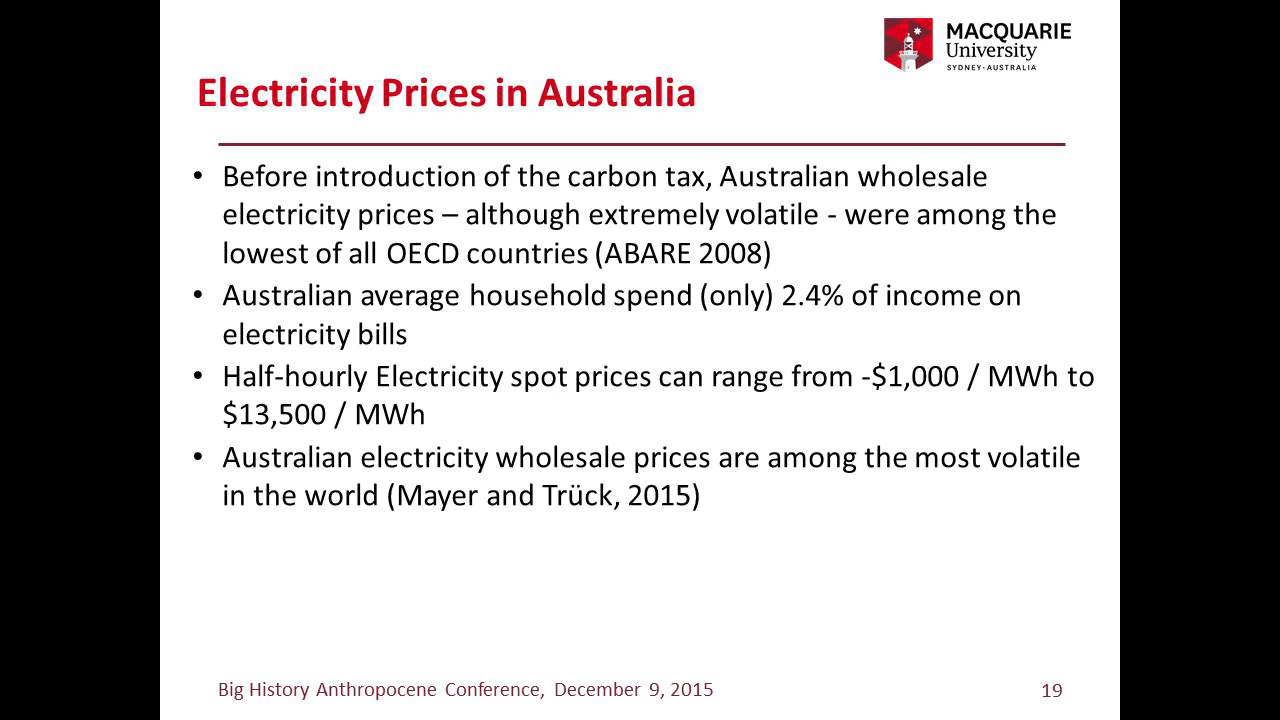 MACQUARIE
University
SYDNEY·AUSTRALIA
Electricity Prices in Australia
• Before introduction of the carbon tax, Australian wholesale
electricity prices – although extremely volatile - were among the
lowest of all OECD countries (ABARE 2008)
• Australian average household spend (only) 2.4% of income on
electricity bills
• Half-hourly Electricity spot prices can range from -$1,000 / MWh to
$13,500 / MWh
• Australian electricity wholesale prices are among the most volatile
in the world (Mayer and Trück, 2015)
Big History Anthropocene Conference, December 9, 2015 19